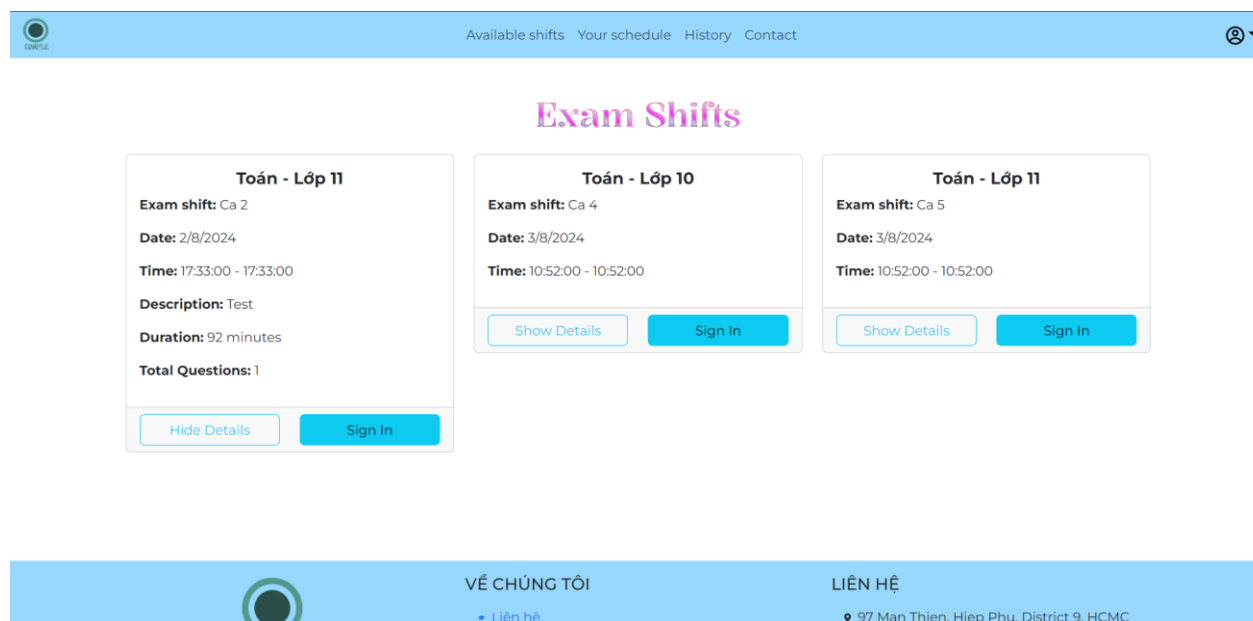 Available shifts Your schedule History Contact
Exam Shifts
Toán - Lớp 11
Exam shift: Ca 2
Date: 2/8/2024
Time: 17:33:00 - 17:33:00
Description: Test
Duration: 92 minutes
Total Questions: 1
Hide Details Sign In
Toán - Lớp 10
Exam shift: Ca 4
Date: 3/8/2024
Time: 10:52:00 - 10:52:00
Show Details Sign In
Toán - Lớp 11
Exam shift: Ca 5
Date: 3/8/2024
Time: 10:52:00 - 10:52:00
Show Details Sign In
VỀ CHÚNG TÔI
Liên hệ
LIÊN HỆ
97 Man Thien, Hiep Phu, District 9, HCMC